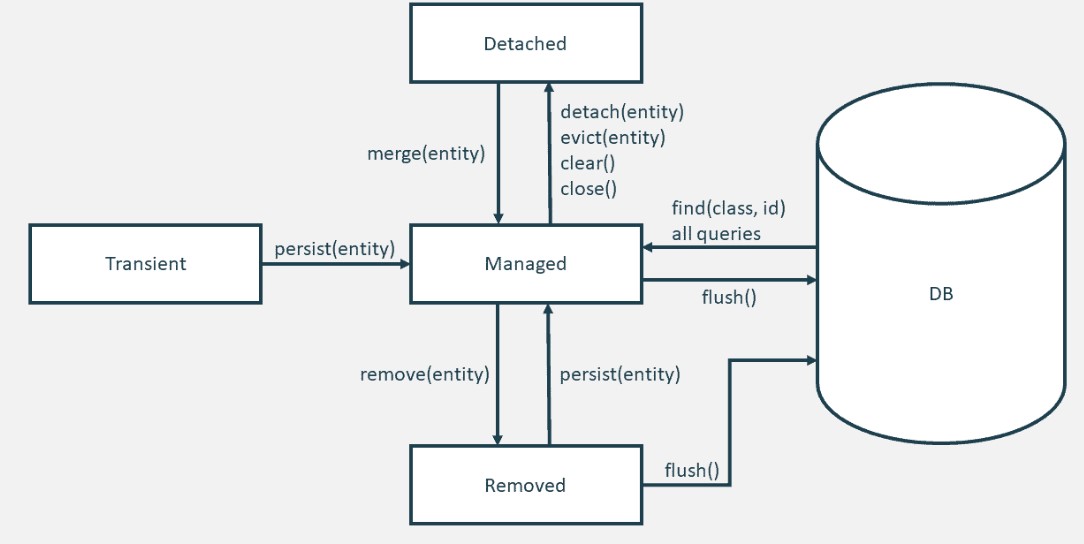 Detached
merge(entity)
detach(entity)
evict(entity)
clear()
close()
find(class, id)
all queries
Transient
persist(entity)
Managed
flush()
DB
remove(entity)
persist(entity)
Removed
flush()